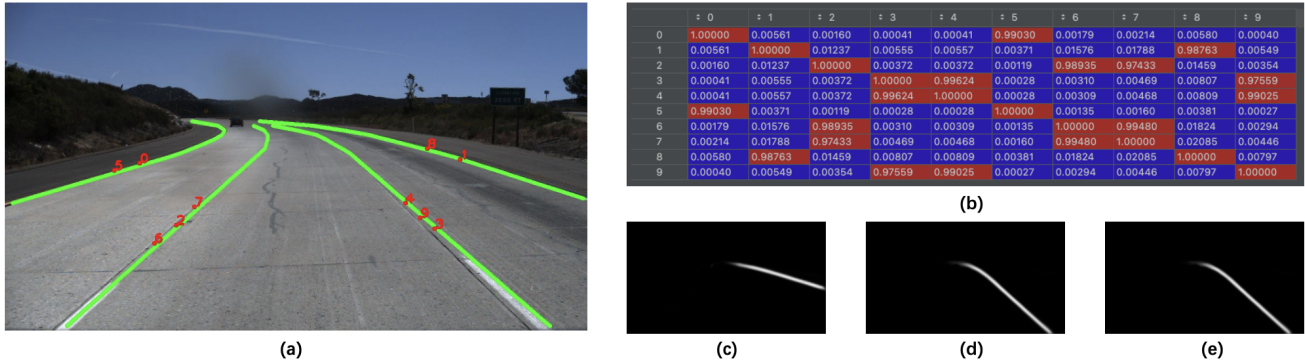 .5 .0
.8 .1
.7
.2
.6
.4
.9
.3
(a)
0 1 2 3 4 5 6 7 8 9
0 1.00000 0.00561 0.00160 0.00041 0.00041 0.99030 0.00179 0.00214 0.00580 0.00040
1 0.00561 1.00000 0.01237 0.00555 0.00557 0.00371 0.01576 0.01788 0.98763 0.00549
2 0.00160 0.01237 1.00000 0.00372 0.00372 0.00119 0.98935 0.97433 0.01459 0.00354
3 0.00041 0.00555 0.00372 1.00000 0.99624 0.00028 0.00310 0.00469 0.00807 0.97559
4 0.00041 0.00557 0.00372 0.99624 1.00000 0.00028 0.00309 0.00468 0.00809 0.99025
5 0.99030 0.00371 0.00119 0.00028 0.00028 1.00000 0.00135 0.00160 0.00381 0.00027
6 0.00179 0.01576 0.98935 0.00310 0.00309 0.00135 1.00000 0.99480 0.01824 0.00294
7 0.00214 0.01788 0.97433 0.00469 0.00468 0.00160 0.99480 1.00000 0.02085 0.00446
8 0.00580 0.98763 0.01459 0.00807 0.00809 0.00381 0.01824 0.02085 1.00000 0.00797
9 0.00040 0.00549 0.00354 0.97559 0.99025 0.00027 0.00294 0.00446 0.00797 1.00000
(b)
(c) (d) (e)